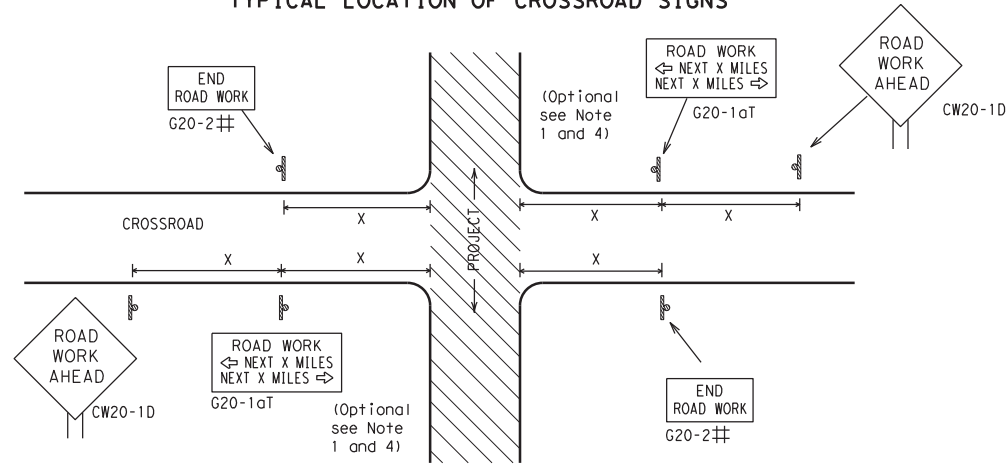 TYPICAL LOCATION OF CROSSROAD SIGNS
END
ROAD WORK
G20-2#
(Optional
see Note
1 and 4)
ROAD WORK
⇦ NEXT X MILES
NEXT X MILES ⇨
G20-1aT
ROAD
WORK
AHEAD
CW20-1D
X
X
X
CROSSROAD
PROJECT
X
X
X
ROAD
WORK
AHEAD
CW20-1D
ROAD WORK
⇦ NEXT X MILES
NEXT X MILES ⇨
G20-1aT
(Optional
see Note
1 and 4)
END
ROAD WORK
G20-2#